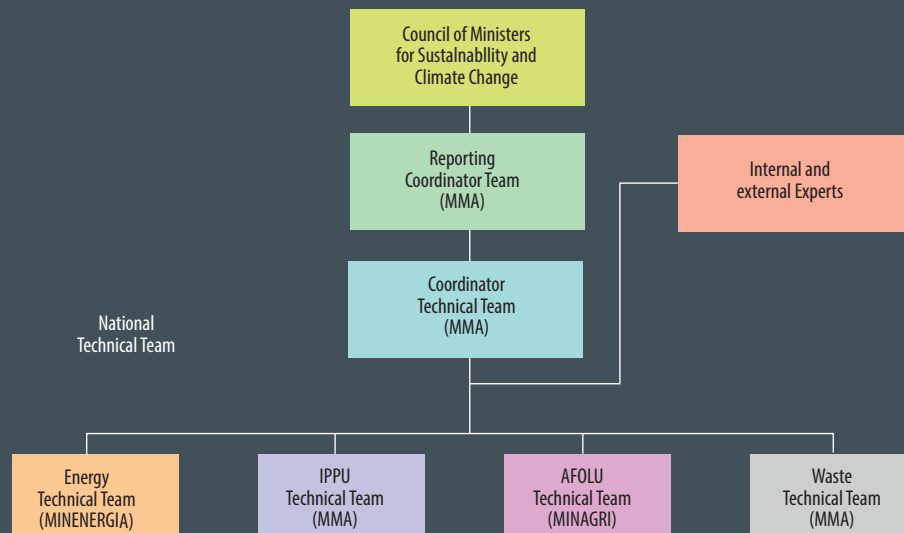 Council of Ministers
for Sustalnabllity and
Climate Change
Reporting
Coordinator Team
(MMA)
Internal and
external Experts
Coordinator
Technical Team
(MMA)
National
Technical Team
Energy
Technical Team
(MINENERGIA)
IPPU
Technical Team
(MMA)
AFOLU
Technical Team
(MINAGRI)
Waste
Technical Team
(MMA)